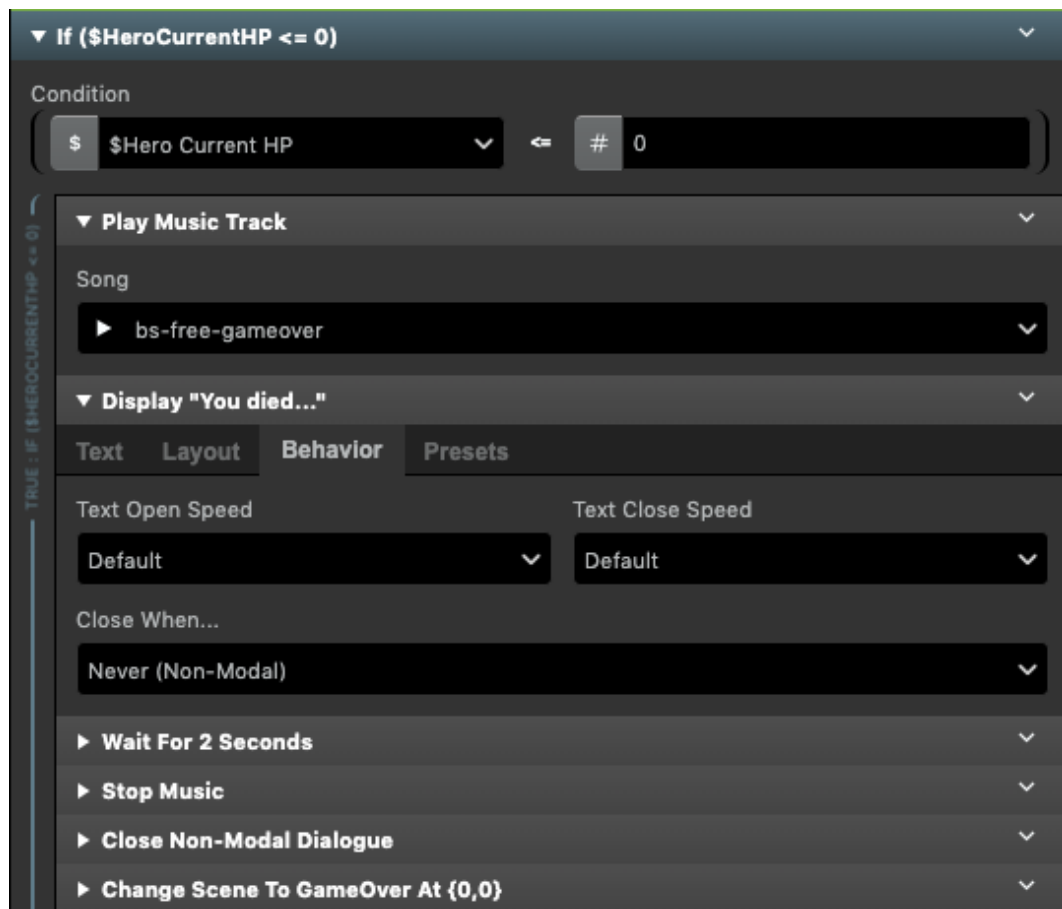 If ($HeroCurrentHP <= 0)
Condition
$ $Hero Current HP <= # 0
TRUE : IF ($HEROCURRENTHP <= 0)
Play Music Track
Song
bs-free-gameover
Display "You died..."
Text Layout Behavior Presets
Text Open Speed Text Close Speed
Default Default
Close When...
Never (Non-Modal)
Wait For 2 Seconds
Stop Music
Close Non-Modal Dialogue
Change Scene To GameOver At {0,0}